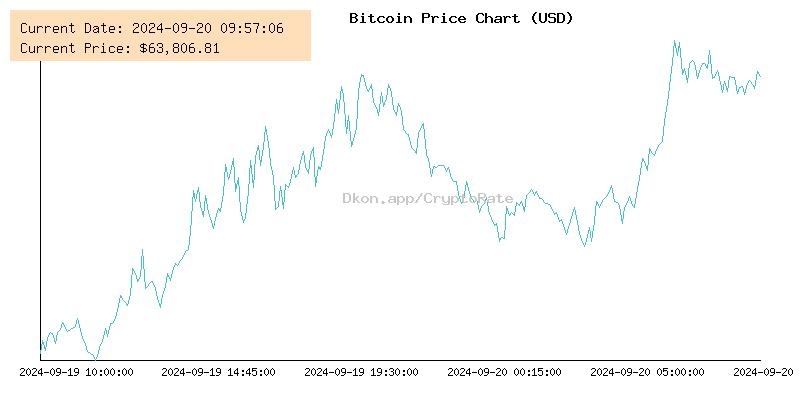 Bitcoin Price Chart (USD)
Current Date: 2024-09-20 09:57:06
Current Price: $63,806.81
Dkon.app/CryptoRate
2024-09-19 10:00:00 2024-09-19 14:45:00 2024-09-19 19:30:00 2024-09-20 00:15:00 2024-09-20 05:00:00 2024-09-20